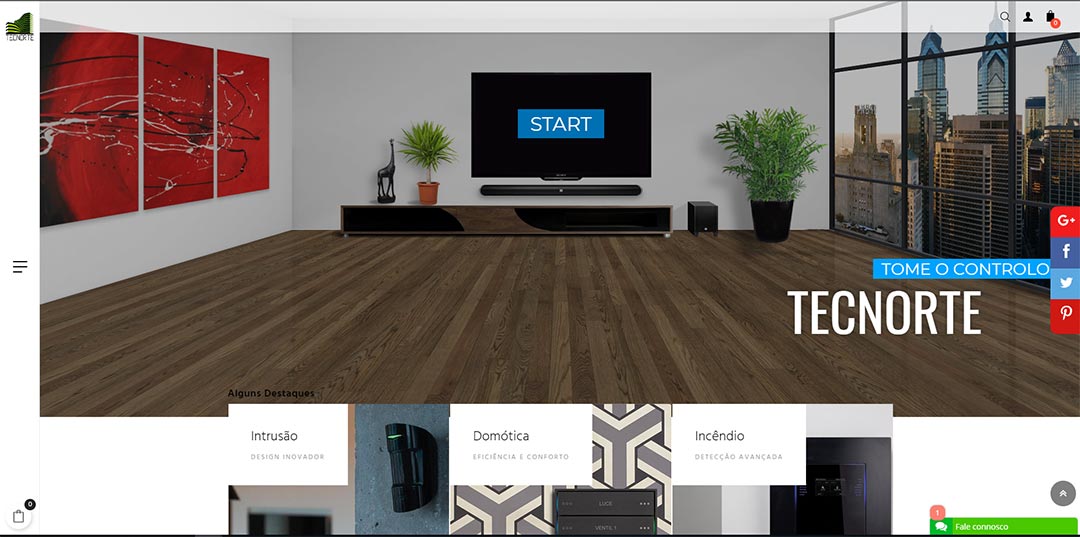 TECNORTE
0
START
G+
TOME O CONTROLO
TECNORTE
Alguns Destaques
Intrusão
DESIGN INOVADOR
Domótica
EFICIÊNCIA E CONFORTO
Incêndio
DETECÇÃO AVANÇADA
LUCE
VENTIL 1
0
1
Fale connosco